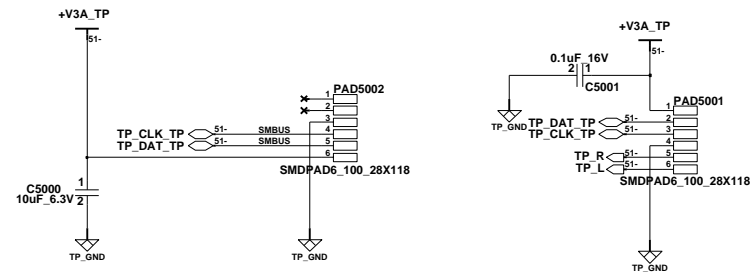 +V3A_TP
51-
PAD5002
1
2
3
TP_CLK_TP
51-
SMBUS
4
TP_DAT_TP
51-
SMBUS
5
6
SMDPAD6_100_28X118
C5000
10uF_6.3V
1
2
TP_GND
TP_GND
+V3A_TP
51-
0.1uF_16V
2
1
C5001
TP_GND
PAD5001
1
TP_DAT_TP
51-
2
TP_CLK_TP
51-
3
4
TP_R
51-
5
TP_L
51-
6
SMDPAD6_100_28X118
TP_GND